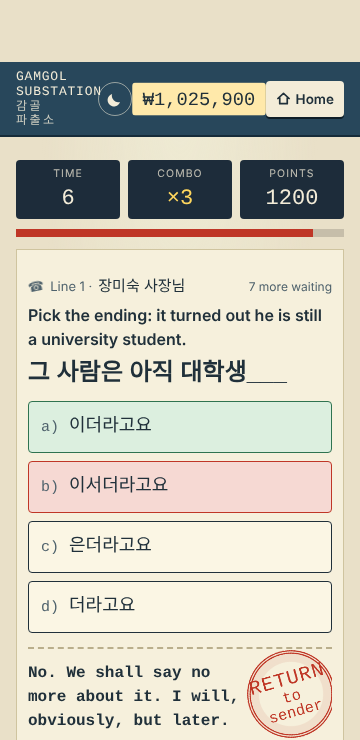 GAMGOL
SUBSTATION
감골
파출소
₩1,025,900
Home
TIME
6
COMBO
×3
POINTS
1200
☎ Line 1 · 장미숙 사장님
7 more waiting
Pick the ending: it turned out he is still
a university student.
그 사람은 아직 대학생____
a) 이더라고요
b) 이서더라고요
c) 은더라고요
d) 더라고요
No. We shall say no
more about it. I will,
obviously, but later.
RETURN
to
sender